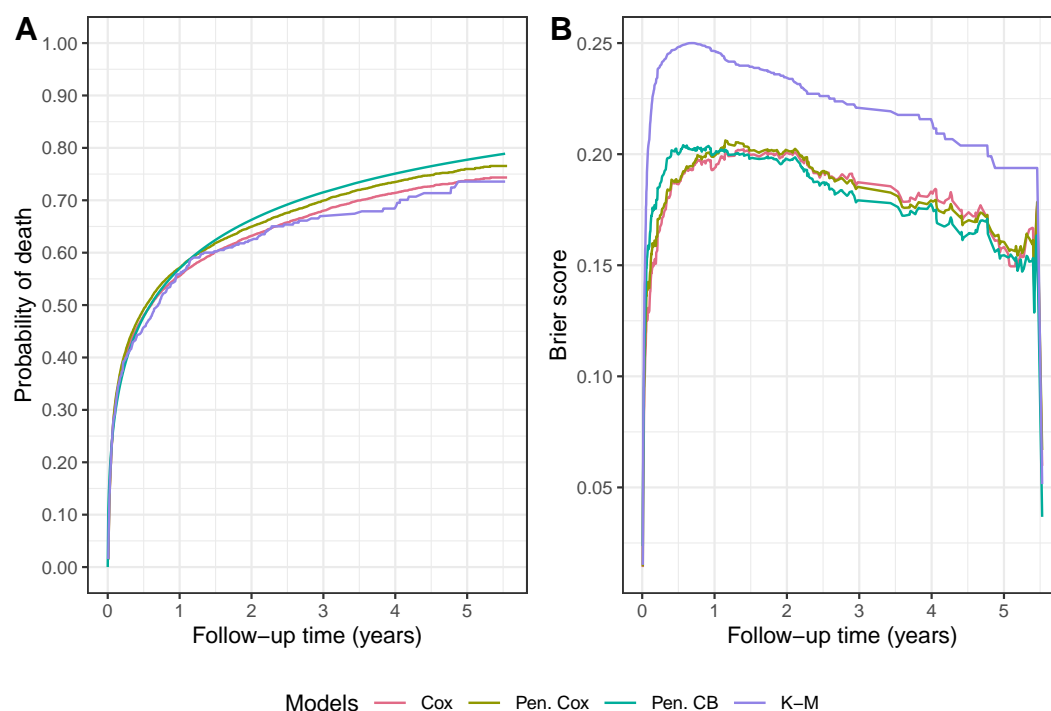 A
1.00
0.90
0.80
0.70
0.60
0.50
0.40
0.30
0.20
0.10
0.00
Probability of death
0 1 2 3 4 5
Follow−up time (years)
B
0.25
0.20
0.15
0.10
0.05
Brier score
0 1 2 3 4 5
Follow−up time (years)
Models Cox Pen. Cox Pen. CB K−M